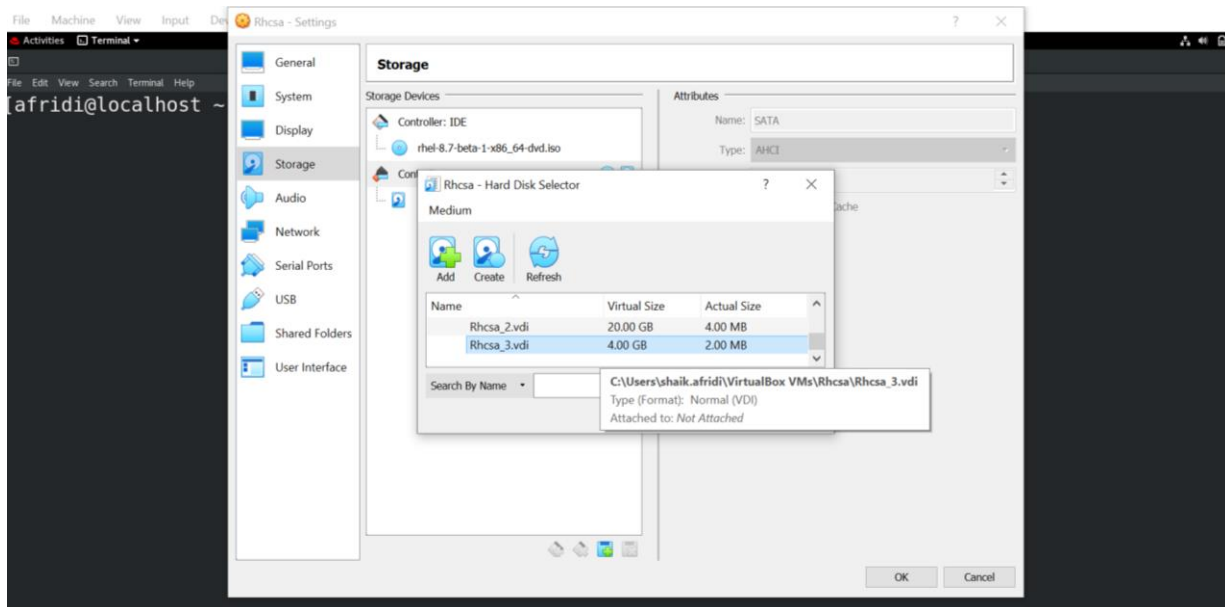 File Machine View Input De
Rhcsa - Settings
Activities Terminal
File Edit View Search Terminal Help
[afridi@localhost ~
General
System
Display
Storage
Audio
Network
Serial Ports
USB
Shared Folders
User Interface
Storage
Storage Devices
Controller: IDE
rhel-8.7-beta-1-x86_64-dvd.iso
Cont
Attributes
Name: SATA
Type: AHCI
Cache
Rhcsa - Hard Disk Selector
Medium
Add Create Refresh
Name Virtual Size Actual Size
Rhcsa_2.vdi 20.00 GB 4.00 MB
Rhcsa_3.vdi 4.00 GB 2.00 MB
Search By Name
C:\Users\shaik.afridi\VirtualBox VMs\Rhcsa\Rhcsa_3.vdi
Type (Format): Normal (VDI)
Attached to: Not Attached
OK Cancel